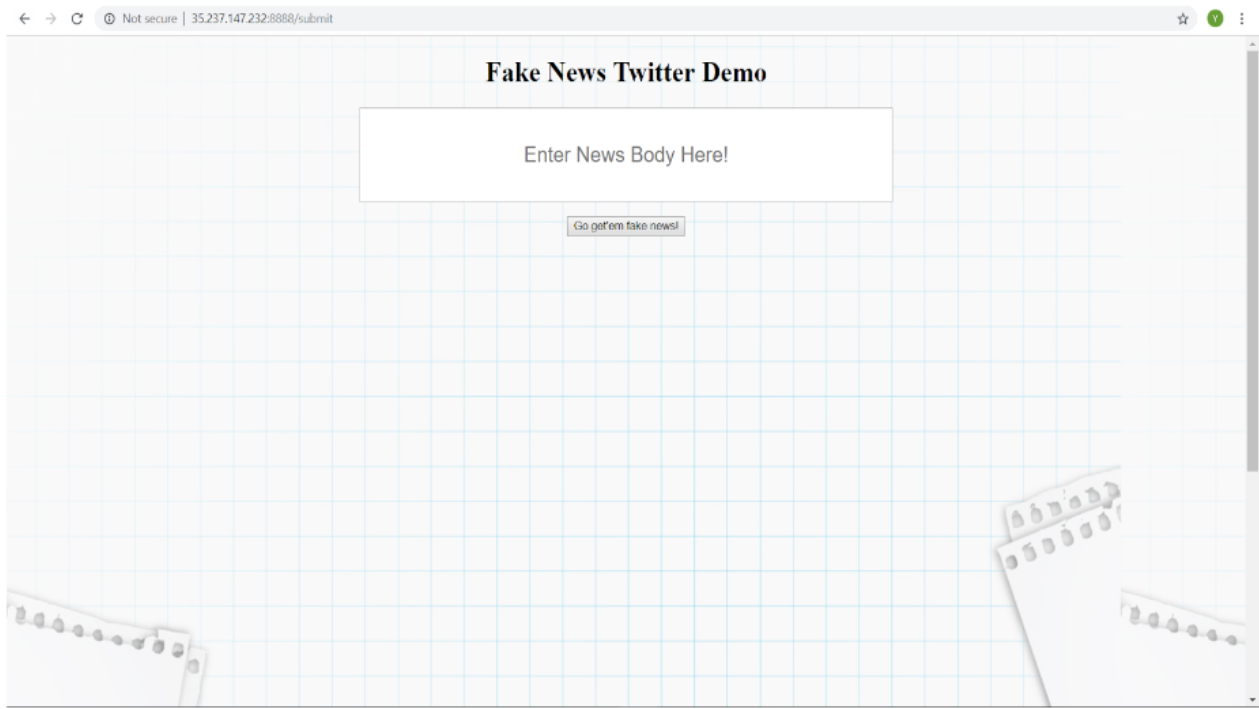 Not secure | 35.237.147.232:8888/submit
Y
Fake News Twitter Demo
Enter News Body Here!
Go get'em fake news!